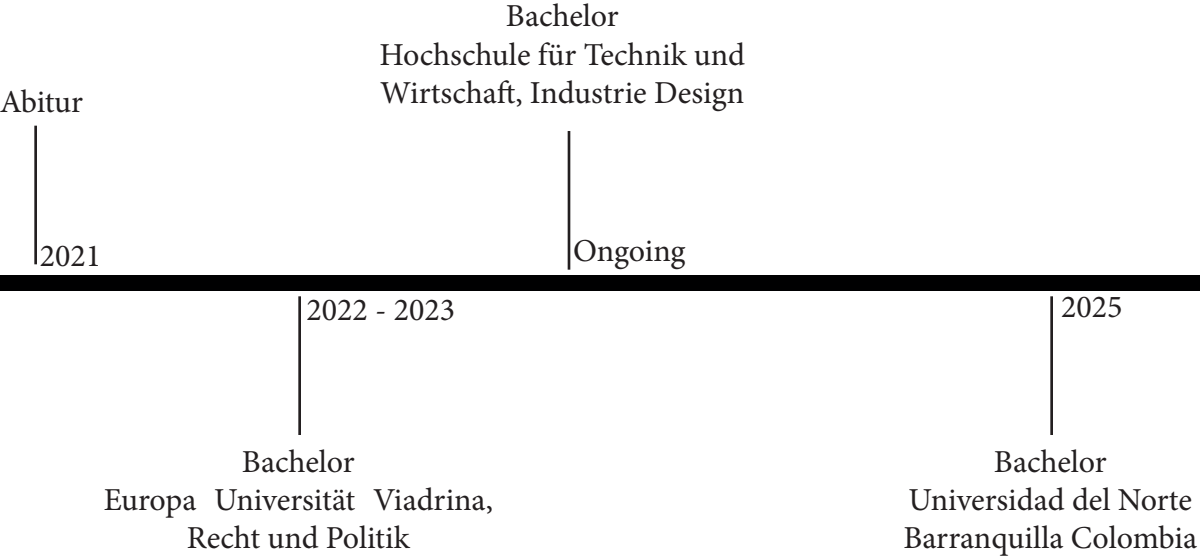 Abitur
2021
Bachelor
Hochschule für Technik und
Wirtschaft, Industrie Design
Ongoing
2022 - 2023
Bachelor
Europa Universität Viadrina,
Recht und Politik
2025
Bachelor
Universidad del Norte
Barranquilla Colombia